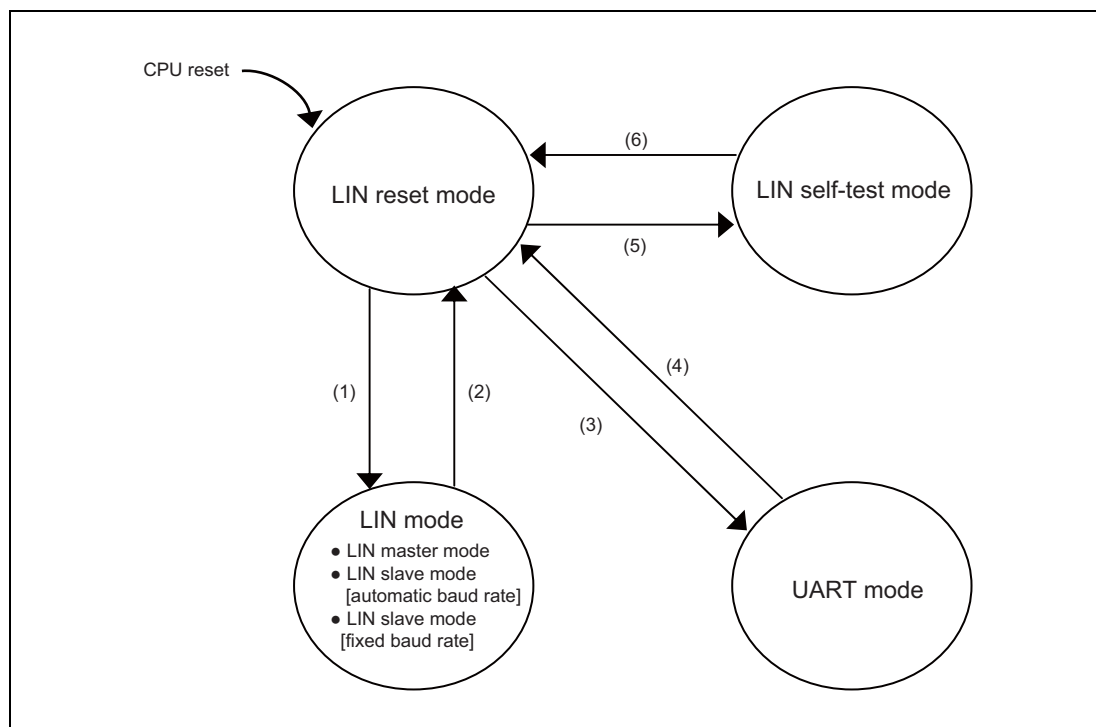 CPU reset
(6)
LIN reset mode
LIN self-test mode
(5)
(4)
(1)
(2)
(3)
LIN mode
● LIN master mode
● LIN slave mode
[automatic baud rate]
● LIN slave mode
[fixed baud rate]
UART mode